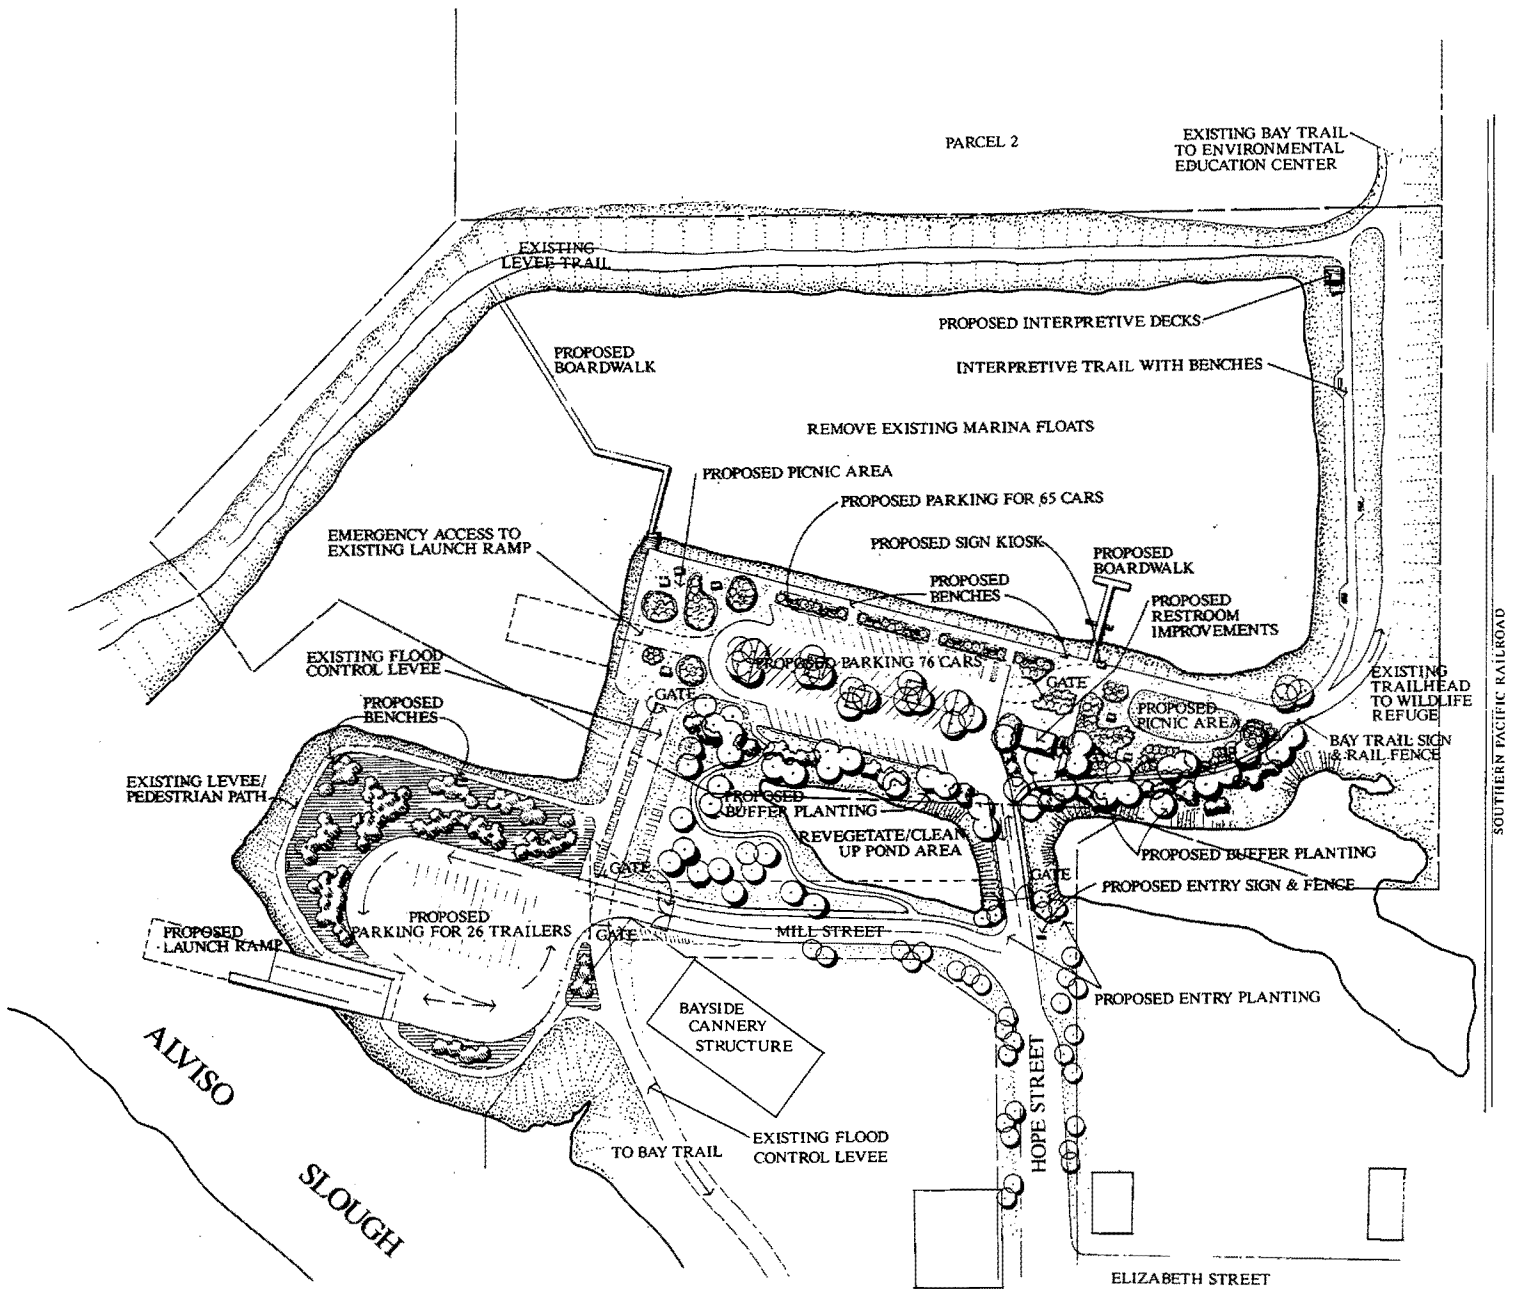 PARCEL 2
EXISTING BAY TRAIL
TO ENVIRONMENTAL
EDUCATION CENTER
EXISTING
LEVEE TRAIL
PROPOSED INTERPRETIVE DECKS
PROPOSED
BOARDWALK
INTERPRETIVE TRAIL WITH BENCHES
REMOVE EXISTING MARINA FLOATS
PROPOSED PICNIC AREA
PROPOSED PARKING FOR 65 CARS
EMERGENCY ACCESS TO
EXISTING LAUNCH RAMP
PROPOSED SIGN KIOSK
PROPOSED
BOARDWALK
PROPOSED
BENCHES
PROPOSED
RESTROOM
IMPROVEMENTS
EXISTING FLOOD
CONTROL LEVEE
PROPOSED PARKING 76 CARS
GATE
GATE
EXISTING
TRAILHEAD
TO WILDLIFE
REFUGE
PROPOSED
BENCHES
PROPOSED
PICNIC AREA
BAY TRAIL SIGN
& RAIL FENCE
SOUTHERN PACIFIC RAILROAD
EXISTING LEVEE/
PEDESTRIAN PATH
PROPOSED
BUFFER PLANTING
REVEGETATE/CLEAN
UP POND AREA
PROPOSED BUFFER PLANTING
GATE
GATE
PROPOSED ENTRY SIGN & FENCE
PROPOSED
PARKING FOR 26 TRAILERS
PROPOSED
LAUNCH RAMP
GATE
MILL STREET
PROPOSED ENTRY PLANTING
BAYSIDE
CANNERY
STRUCTURE
ALVISO
SLOUGH
HOPE STREET
TO BAY TRAIL
EXISTING FLOOD
CONTROL LEVEE
ELIZABETH STREET